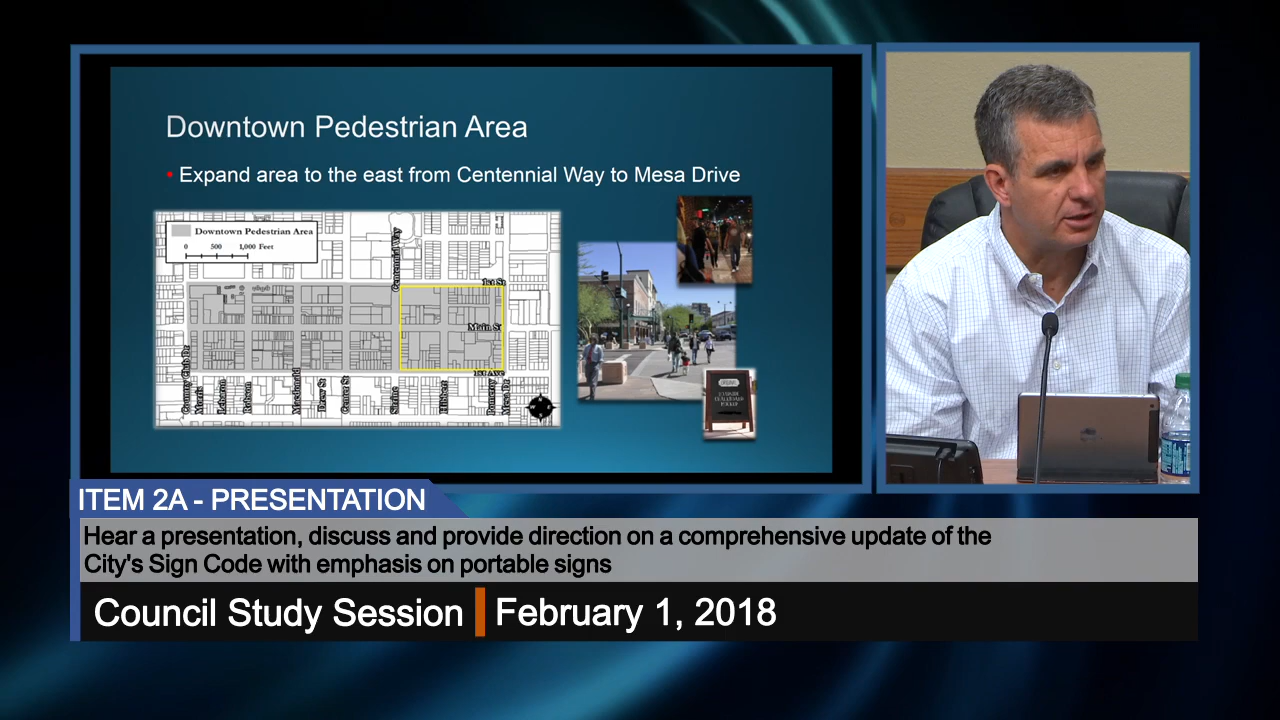 Downtown Pedestrian Area
• Expand area to the east from Centennial Way to Mesa Drive
Downtown Pedestrian Area
0 500 1,000 Feet
Centennial Way
1st St
Main St
1st Ave
Country Club Dr
Morris
Robson
Macdonald
Drew St
Center St
Sirrine
Hibbert
Pomeroy
Mesa Dr
ITEM 2A - PRESENTATION
Hear a presentation, discuss and provide direction on a comprehensive update of the
City's Sign Code with emphasis on portable signs
Council Study Session
February 1, 2018